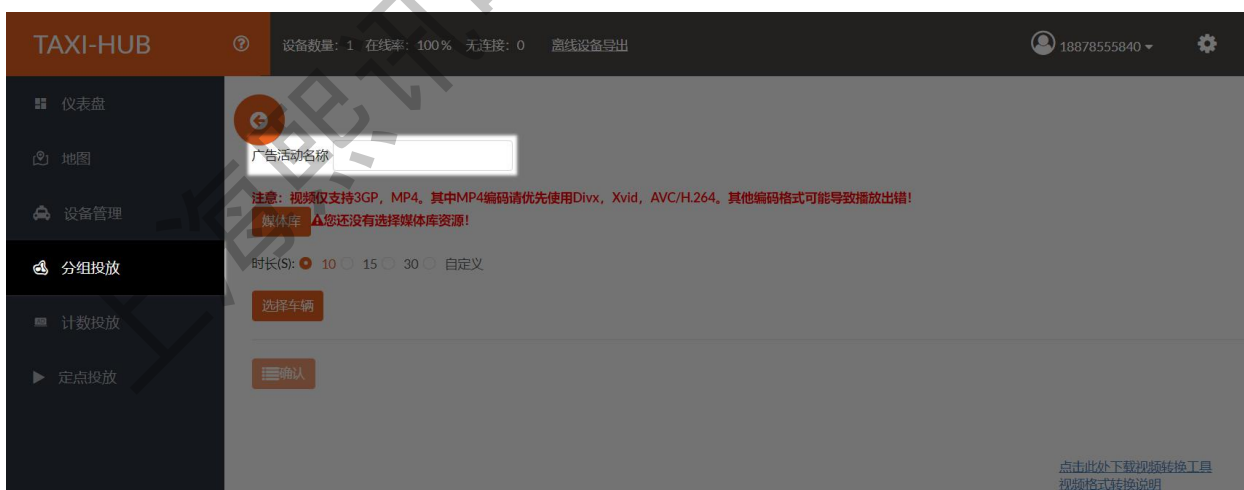 TAXI-HUB
设备数量：1 在线率：100% 无连接：0 离线设备导出
18878555840
仪表盘
地图
设备管理
分组投放
计数投放
定点投放
广告活动名称
注意：视频仅支持3GP，MP4。其中MP4编码请优先使用Divx，Xvid，AVC/H.264。其他编码格式可能导致播放出错！
媒体库 您还没有选择媒体库资源!
时长(S): 10 15 30 自定义
选择车辆
确认
点击此处下载视频转换工具
视频格式转换说明
上海熙讯